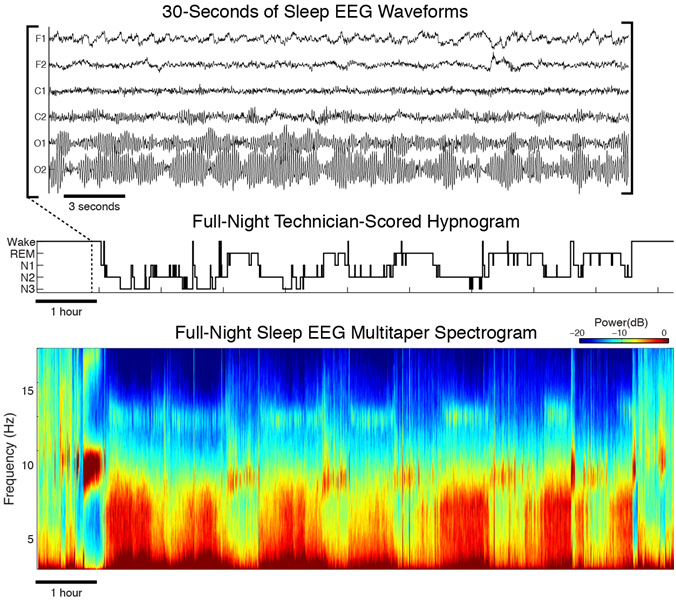 30-Seconds of Sleep EEG Waveforms
F1
F2
C1
C2
O1
O2
3 seconds
Full-Night Technician-Scored Hypnogram
Wake
REM
N1
N2
N3
1 hour
Full-Night Sleep EEG Multitaper Spectrogram
Power(dB)
−20 −10 0
15
10
5
Frequency (Hz)
1 hour